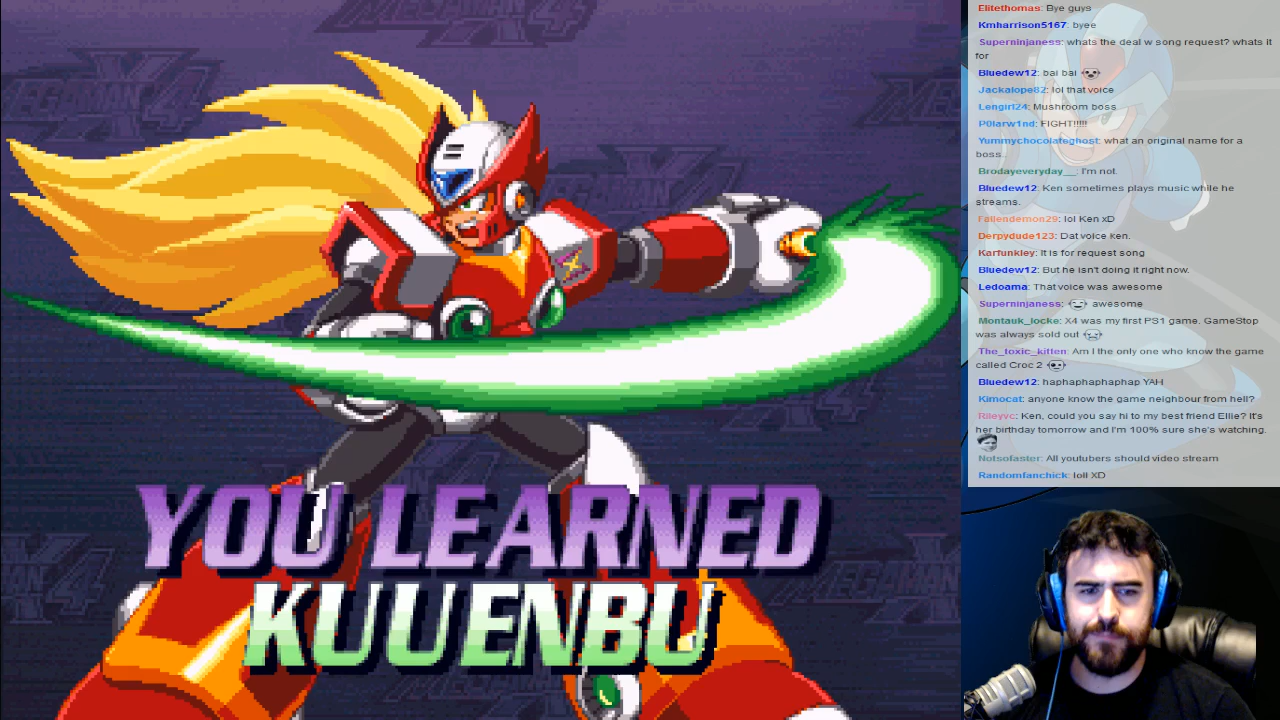 YOU LEARNED
KUUENBU
Elitethomas: Bye guys
Kmharrison5167: byee
Superninjaness: whats the deal w song request? whats it
for
Bluedew12: bai bai
Jackalope82: lol that voice
Lengirl24: Mushroom boss
P0larw1nd: FIGHT!!!!!
Yummychocolateghost: what an original name for a
boss..
Brodayeveryday__: I'm not.
Bluedew12: Ken sometimes plays music while he
streams.
Fallendemon29: lol Ken xD
Derpydude123: Dat voice ken.
Karfunkley: It is for request song
Bluedew12: But he isn't doing it right now.
Ledoama: That voice was awesome
Superninjaness: awesome
Montauk_locke: X4 was my first PS1 game. GameStop
was always sold out
The_toxic_kitten: Am I the only one who know the game
called Croc 2
Bluedew12: haphaphaphaphap YAH
Kimocat: anyone know the game neighbour from hell?
Rileyvc: Ken, could you say hi to my best friend Ellie? It's
her birthday tomorrow and I'm 100% sure she's watching.
Notsofaster: All youtubers should video stream
Randomfanchick: loll XD